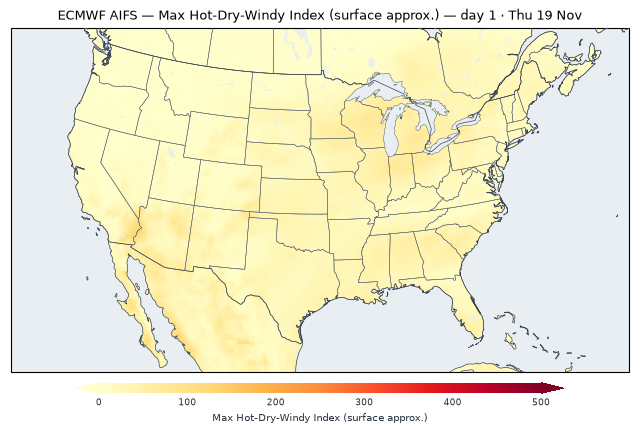 ECMWF AIFS — Max Hot-Dry-Windy Index (surface approx.) — day 1 · Thu 19 Nov
0 100 200 300 400 500
Max Hot-Dry-Windy Index (surface approx.)